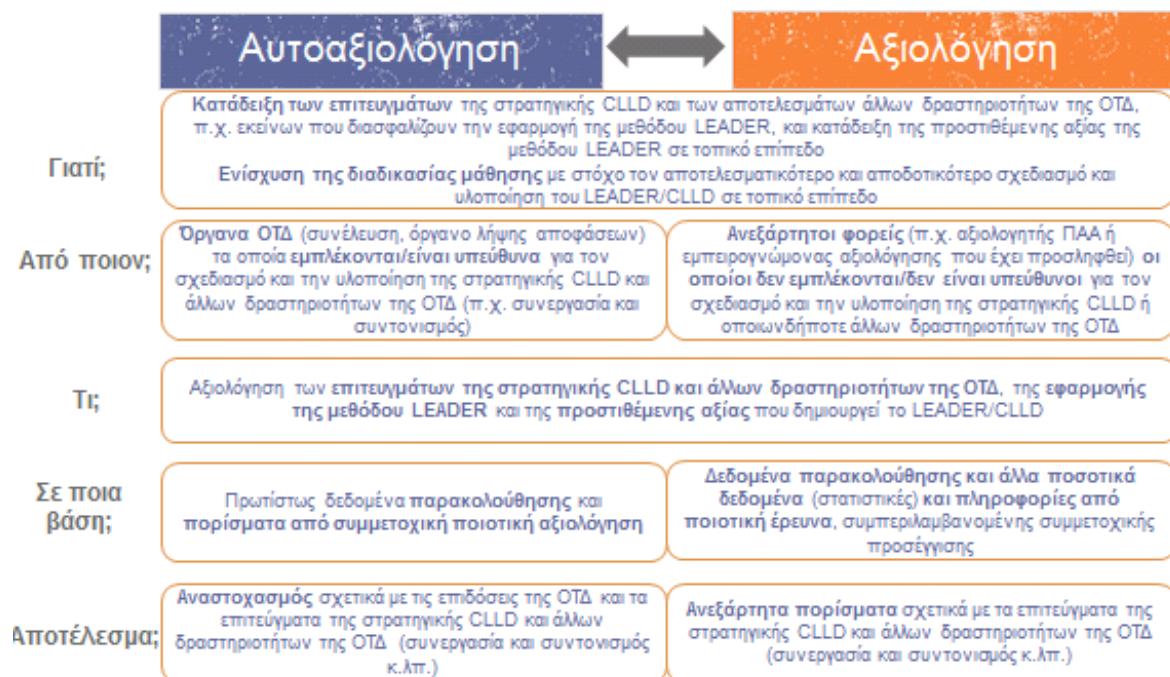 Αυτοαξιολόγηση
Αξιολόγηση
Γιατί;
Κατάδειξη των επιτευγμάτων της στρατηγικής CLLD και των αποτελεσμάτων άλλων δραστηριοτήτων της ΟΤΔ,
π.χ. εκείνων που διασφαλίζουν την εφαρμογή της μεθόδου LEADER, και κατάδειξη της προστιθέμενης αξίας της
μεθόδου LEADER σε τοπικό επίπεδο
Ενίσχυση της διαδικασίας μάθησης με στόχο τον αποτελεσματικότερο και αποδοτικότερο σχεδιασμό και
υλοποίηση του LEADER/CLLD σε τοπικό επίπεδο
Από ποιον;
Όργανα ΟΤΔ (συνέλευση, όργανο λήψης αποφάσεων)
τα οποία εμπλέκονται/είναι υπεύθυνα για τον
σχεδιασμό και την υλοποίηση της στρατηγικής CLLD και
άλλων δραστηριοτήτων της ΟΤΔ (π.χ. συνεργασία και
συντονισμός)
Ανεξάρτητοι φορείς (π.χ. αξιολογητής ΠΑΑ ή
εμπειρογνώμονας αξιολόγησης που έχει προσληφθεί) οι
οποίοι δεν εμπλέκονται/δεν είναι υπεύθυνοι για τον
σχεδιασμό και την υλοποίηση της στρατηγικής CLLD ή
οποιωνδήποτε άλλων δραστηριοτήτων της ΟΤΔ
Τι;
Αξιολόγηση των επιτευγμάτων της στρατηγικής CLLD και άλλων δραστηριοτήτων της ΟΤΔ, της εφαρμογής
της μεθόδου LEADER και της προστιθέμενης αξίας που δημιουργεί το LEADER/CLLD
Σε ποια
βάση;
Πρωτίστως δεδομένα παρακολούθησης και
πορίσματα από συμμετοχική ποιοτική αξιολόγηση
Δεδομένα παρακολούθησης και άλλα ποσοτικά
δεδομένα (στατιστικές) και πληροφορίες από
ποιοτική έρευνα, συμπεριλαμβανομένης συμμετοχικής
προσέγγισης
Αποτέλεσμα;
Αναστοχασμός σχετικά με τις επιδόσεις της ΟΤΔ και τα
επιτεύγματα της στρατηγικής CLLD και άλλων
δραστηριοτήτων της ΟΤΔ (συνεργασία και συντονισμός
κ.λπ.)
Ανεξάρτητα πορίσματα σχετικά με τα επιτεύγματα της
στρατηγικής CLLD και άλλων δραστηριοτήτων της ΟΤΔ
(συνεργασία και συντονισμός κ.λπ.)